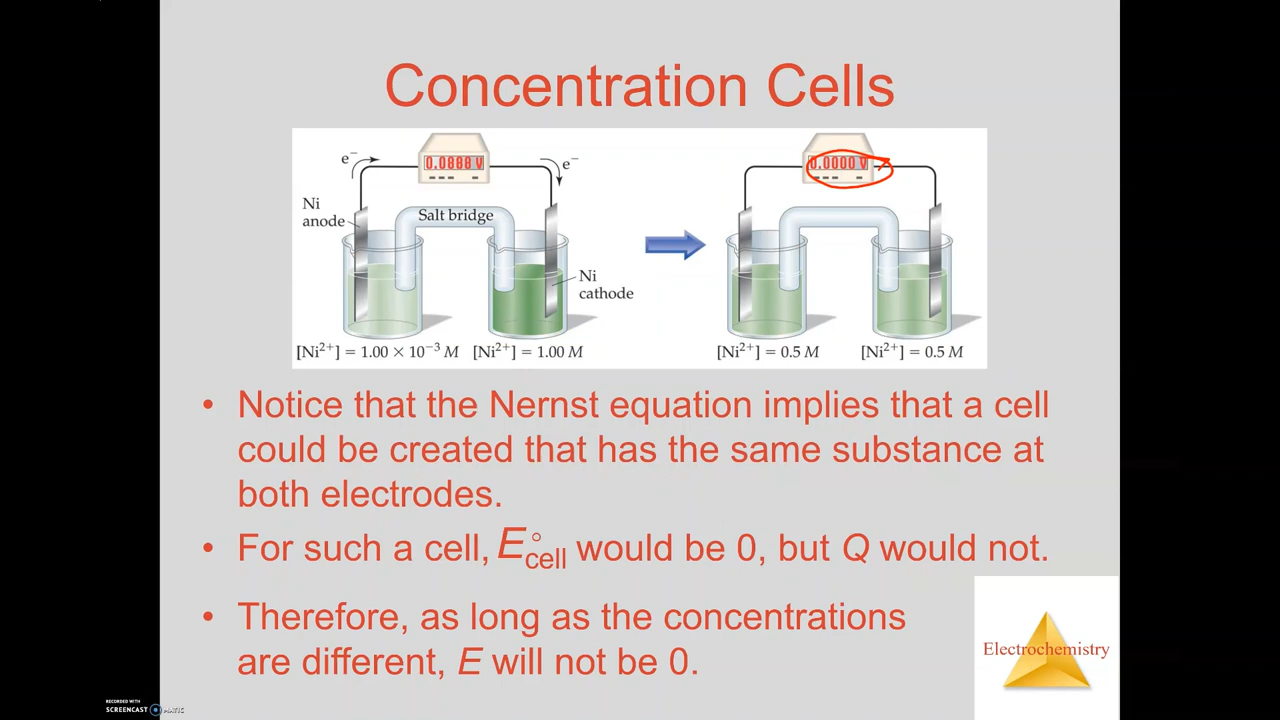 Concentration Cells
e⁻ 0.0888 V e⁻
0.0000 V
Ni
anode
Salt bridge
Ni
cathode
[Ni²⁺] = 1.00 × 10⁻³ M [Ni²⁺] = 1.00 M
[Ni²⁺] = 0.5 M [Ni²⁺] = 0.5 M
• Notice that the Nernst equation implies that a cell
could be created that has the same substance at
both electrodes.
• For such a cell, E°cell would be 0, but Q would not.
• Therefore, as long as the concentrations
are different, E will not be 0.
Electrochemistry
RECORDED WITH
SCREENCAST MATIC